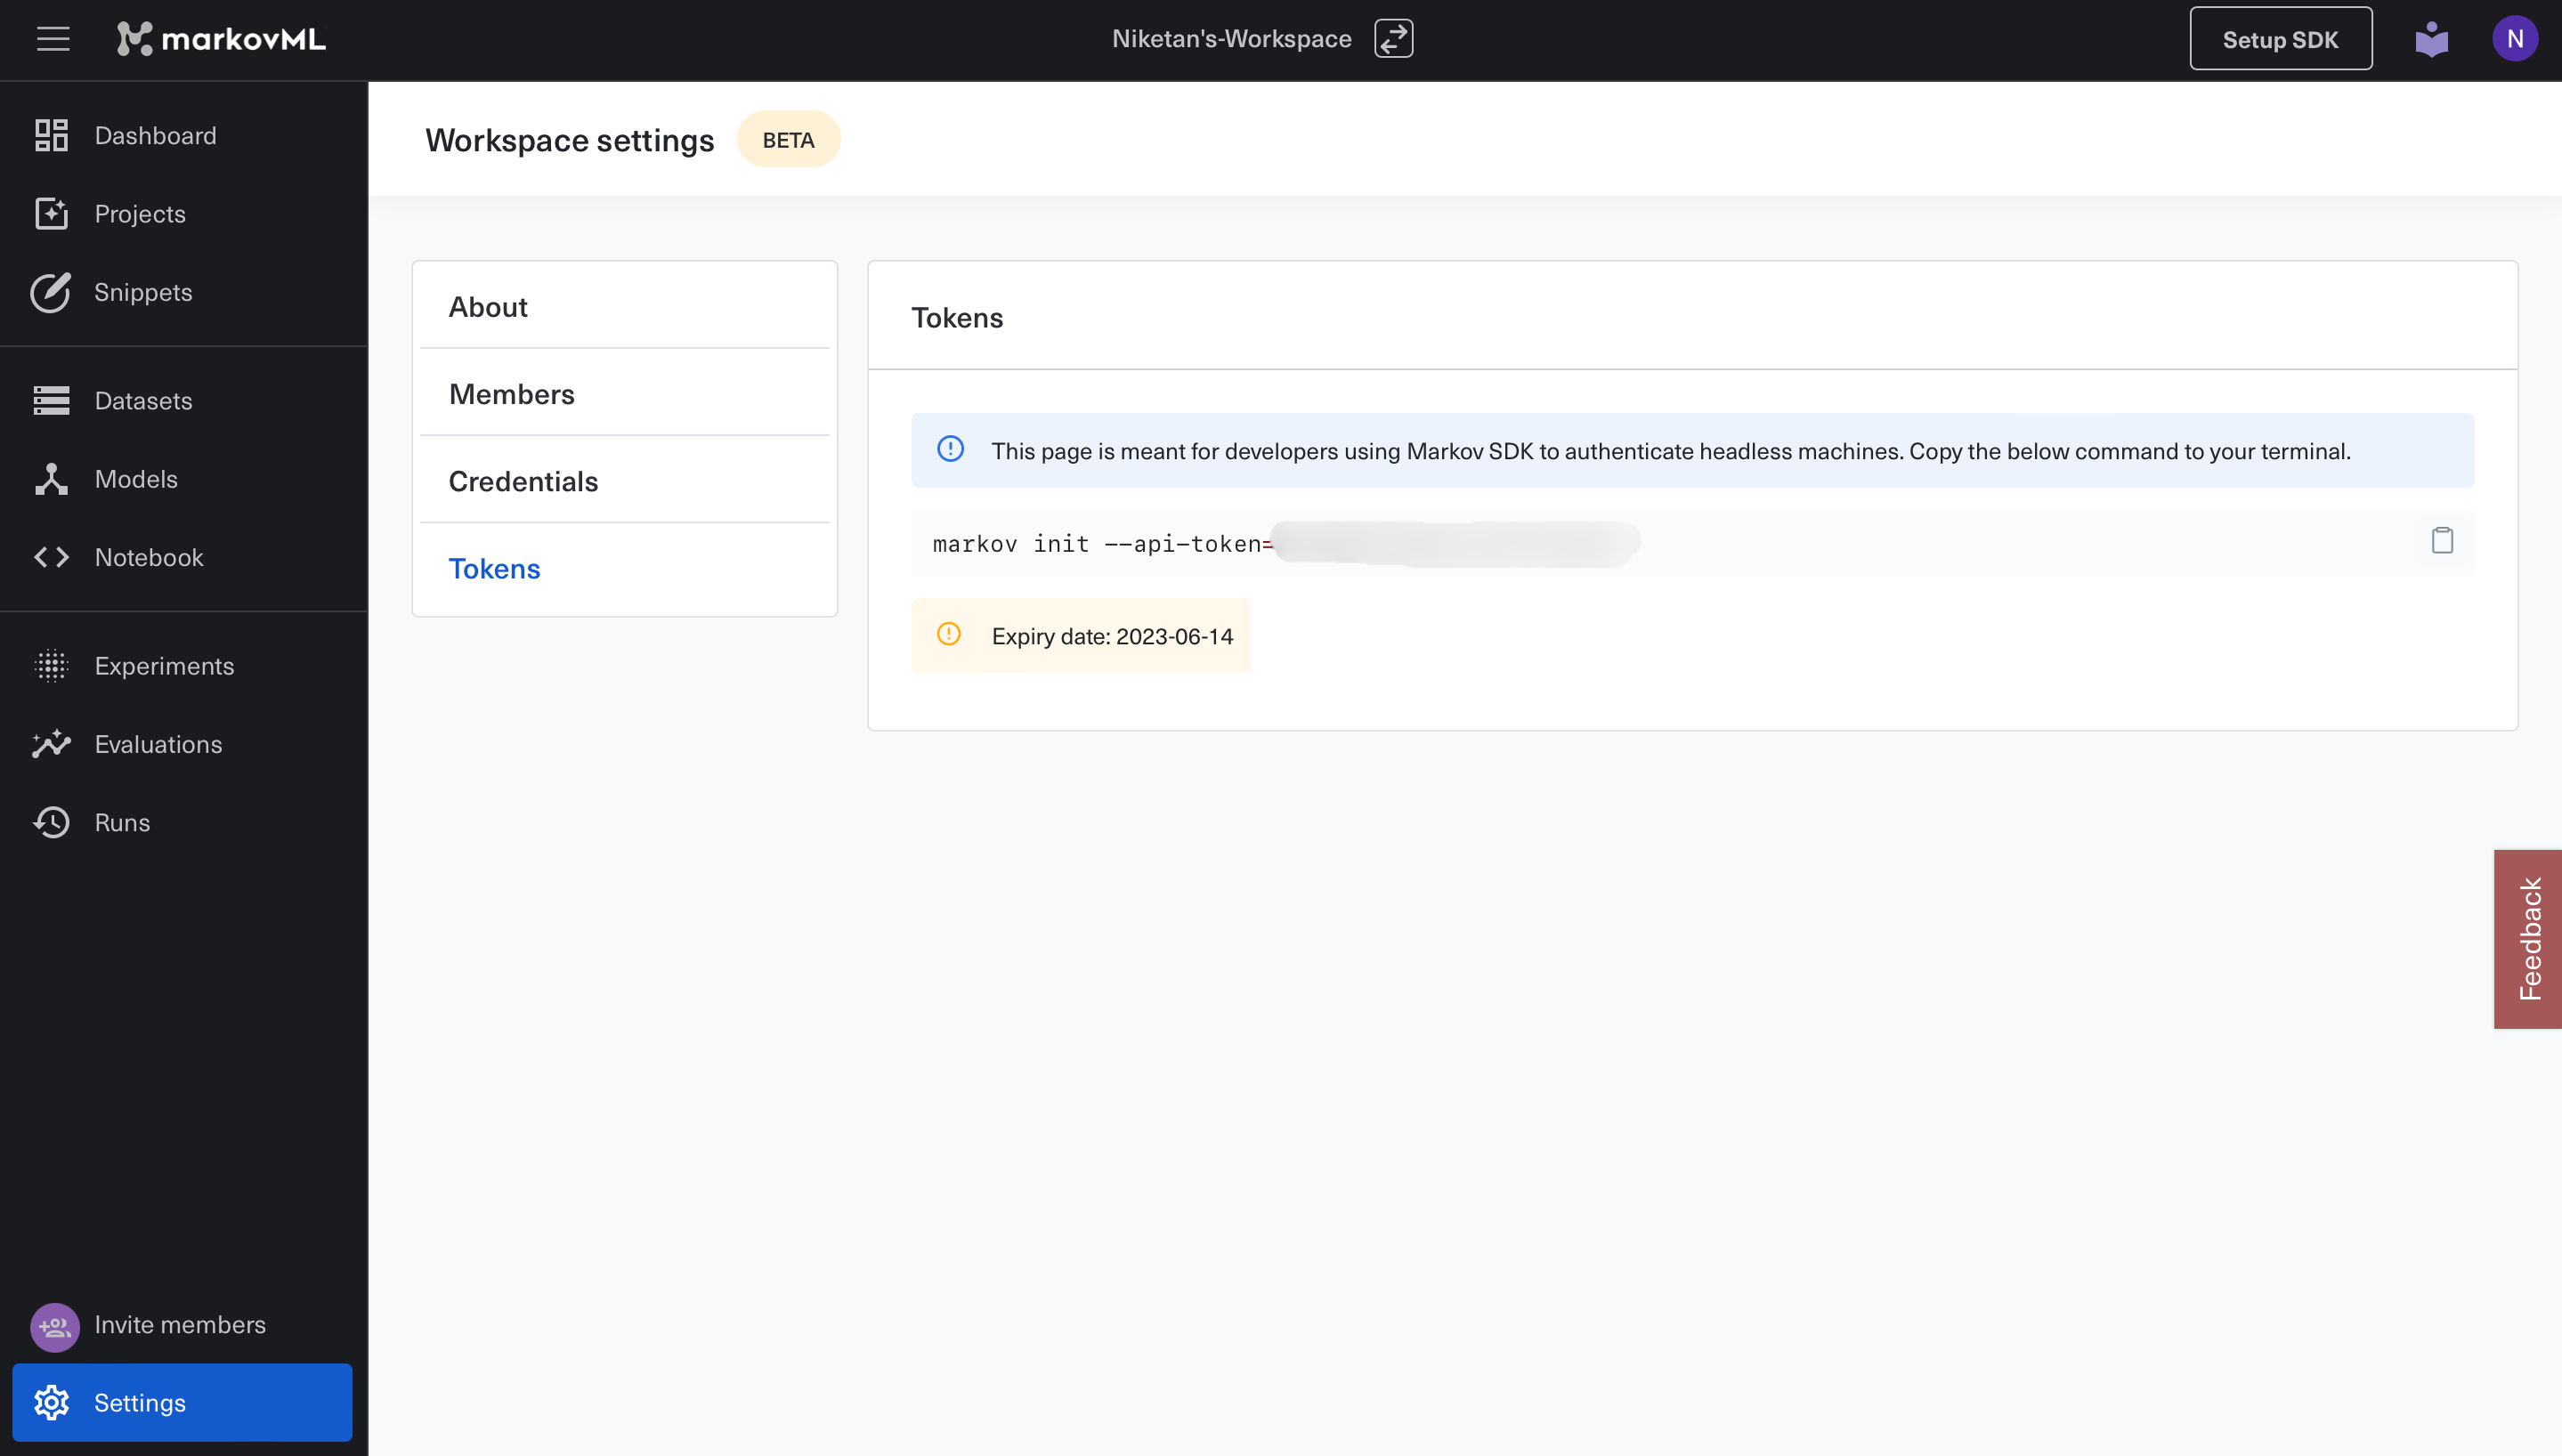 markovML
Niketan's-Workspace
Setup SDK
N
Dashboard
Projects
Snippets
Datasets
Models
Notebook
Experiments
Evaluations
Runs
Invite members
Settings
Workspace settings
BETA
About
Members
Credentials
Tokens
Tokens
This page is meant for developers using Markov SDK to authenticate headless machines. Copy the below command to your terminal.
markov init --api-token=
Expiry date: 2023-06-14
Feedback